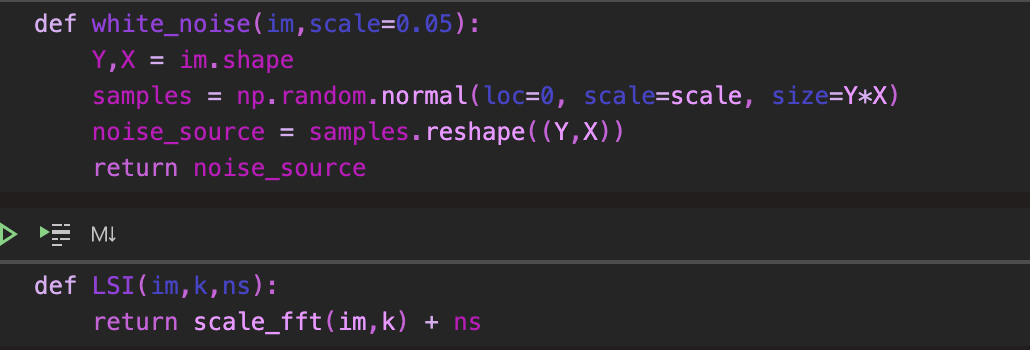 def white_noise(im,scale=0.05):
    Y,X = im.shape
    samples = np.random.normal(loc=0, scale=scale, size=Y*X)
    noise_source = samples.reshape((Y,X))
    return noise_source
M↓
def LSI(im,k,ns):
    return scale_fft(im,k) + ns